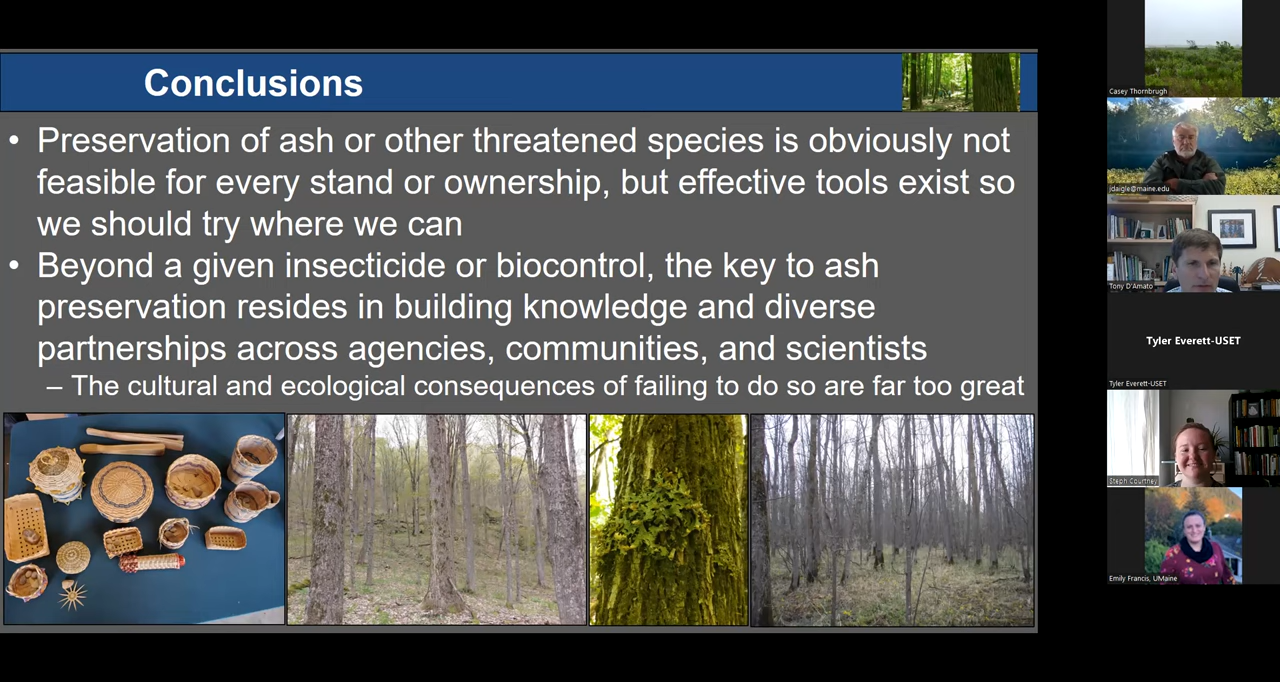 Conclusions
• Preservation of ash or other threatened species is obviously not
feasible for every stand or ownership, but effective tools exist so
we should try where we can
• Beyond a given insecticide or biocontrol, the key to ash
preservation resides in building knowledge and diverse
partnerships across agencies, communities, and scientists
– The cultural and ecological consequences of failing to do so are far too great
Casey Thornbrugh
jdaigle@maine.edu
Tony D'Amato
Tyler Everett-USET
Tyler Everett-USET
Steph Courtney
Emily Francis, UMaine